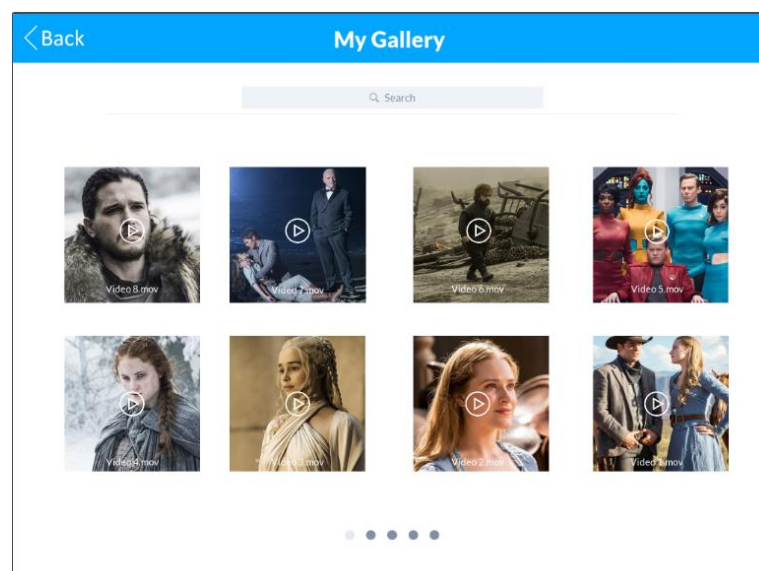 Back
My Gallery
Search
Video 8.mov
Video 7.mov
Video 6.mov
Video 5.mov
Video 4.mov
Video 3.mov
Video 2.mov
Video 1.mov